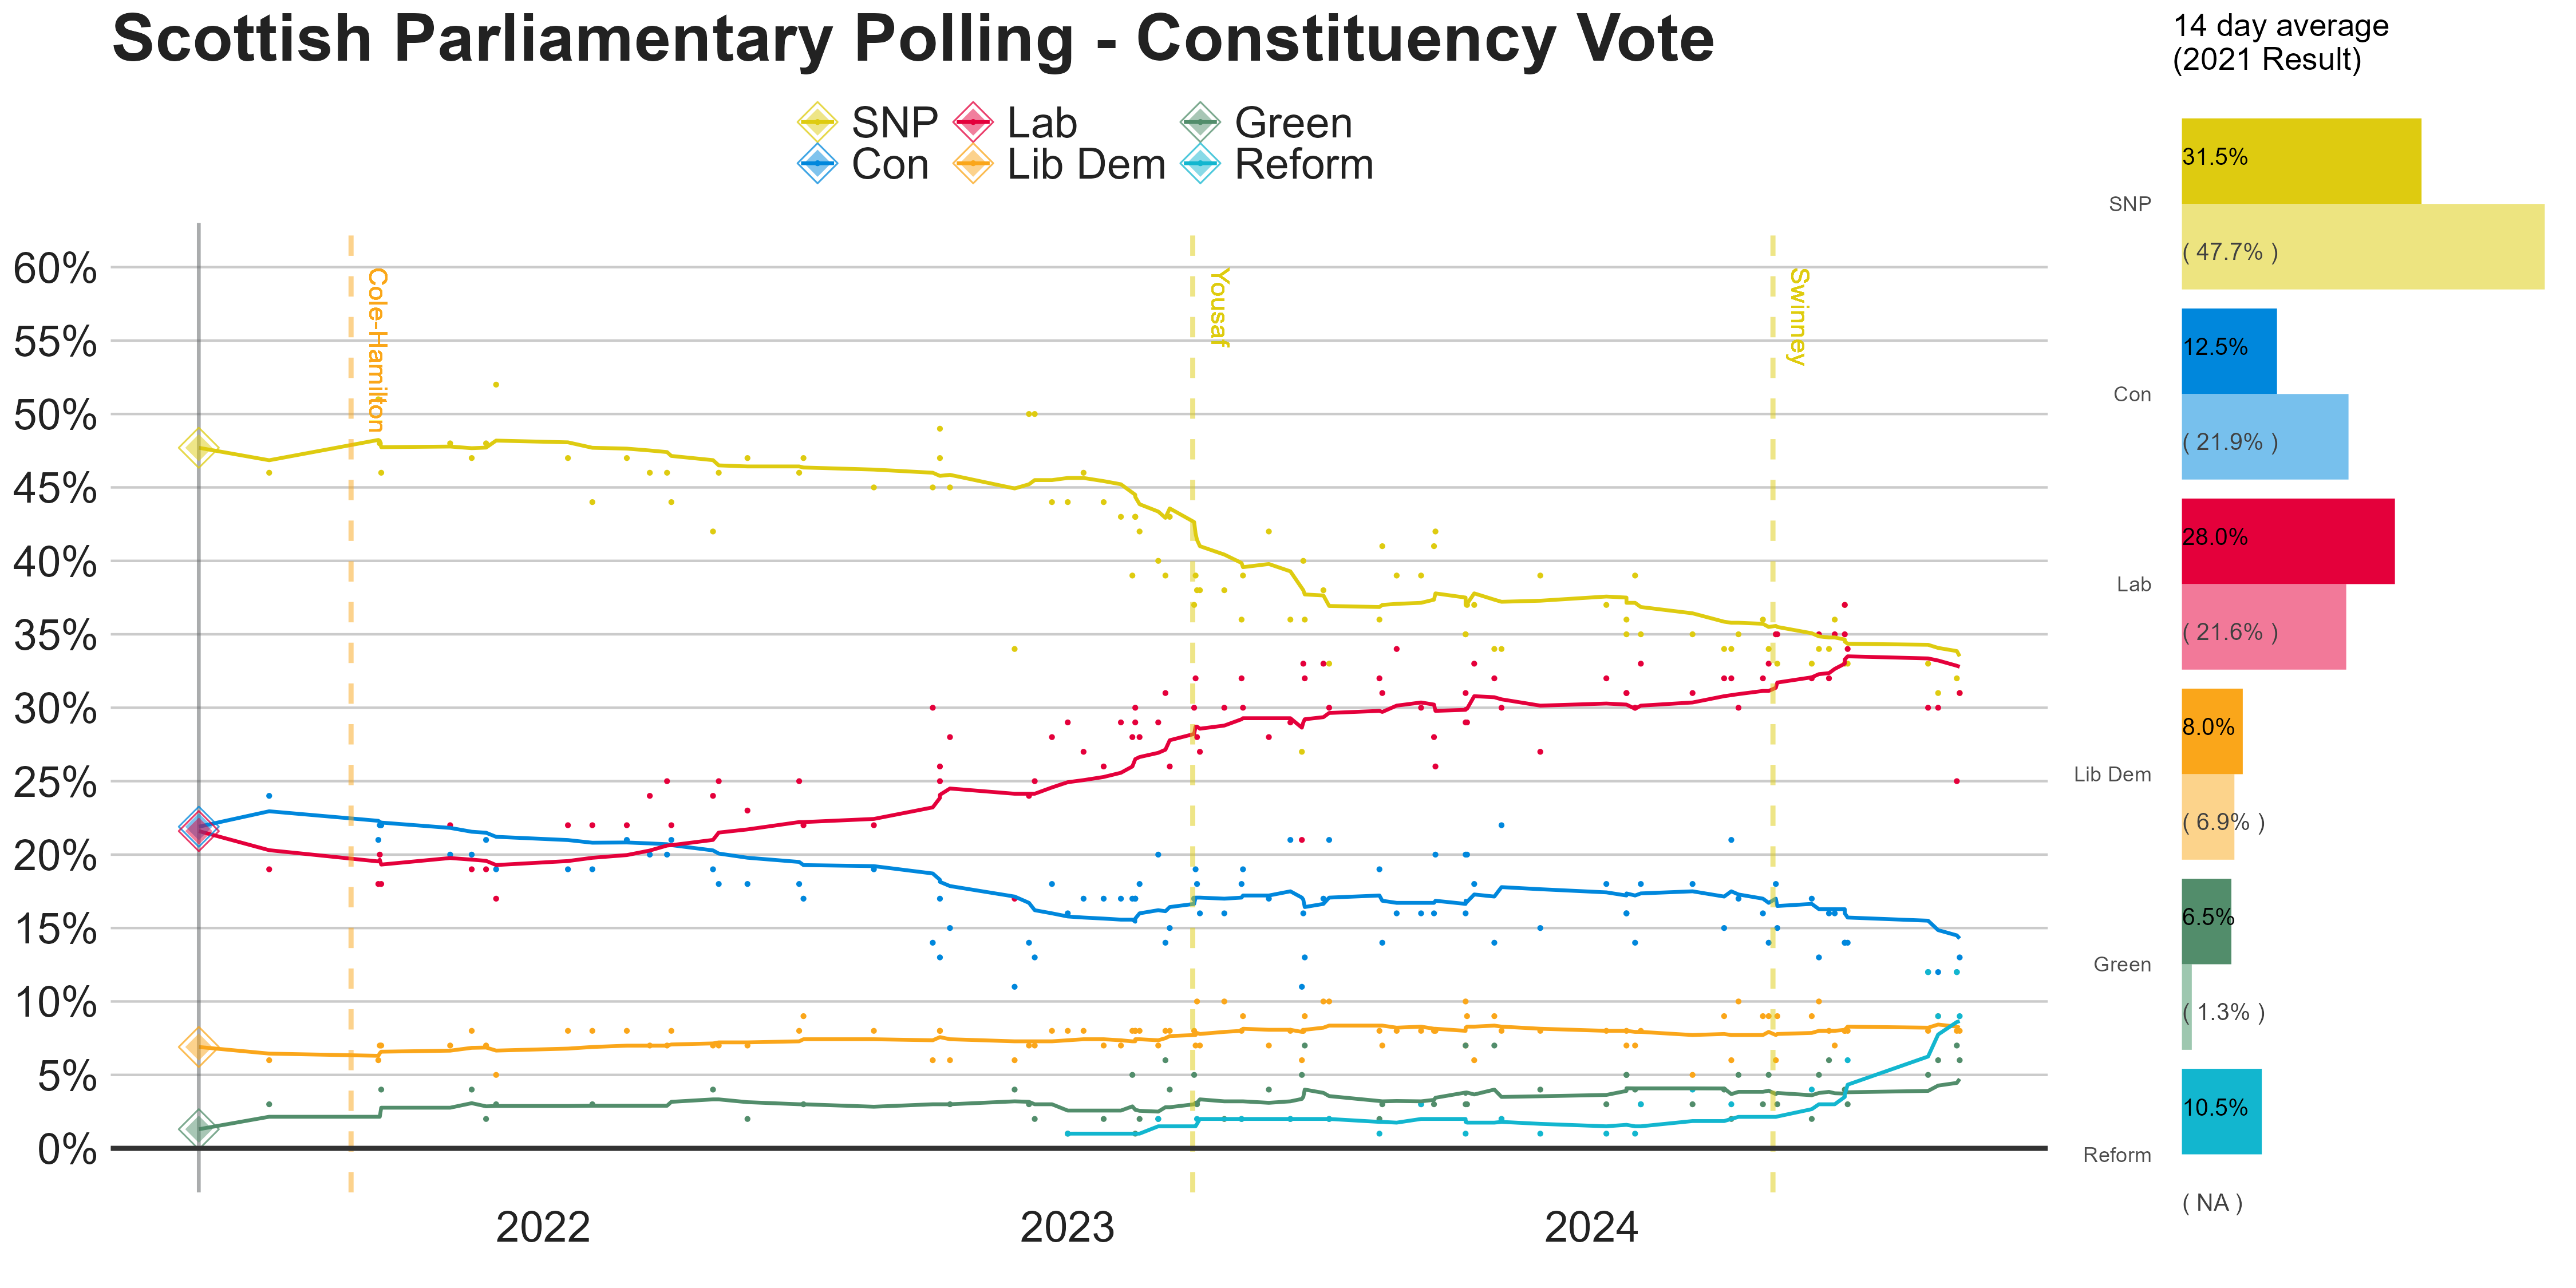 Scottish Parliamentary Polling - Constituency Vote
SNP Lab Green
Con Lib Dem Reform
60%
55%
50%
45%
40%
35%
30%
25%
20%
15%
10%
5%
0%
Cole-Hamilton
Yousaf
Swinney
2022 2023 2024
14 day average
(2021 Result)
31.5%
SNP
( 47.7% )
12.5%
Con
( 21.9% )
28.0%
Lab
( 21.6% )
8.0%
Lib Dem
( 6.9% )
6.5%
Green
( 1.3% )
10.5%
Reform
( NA )